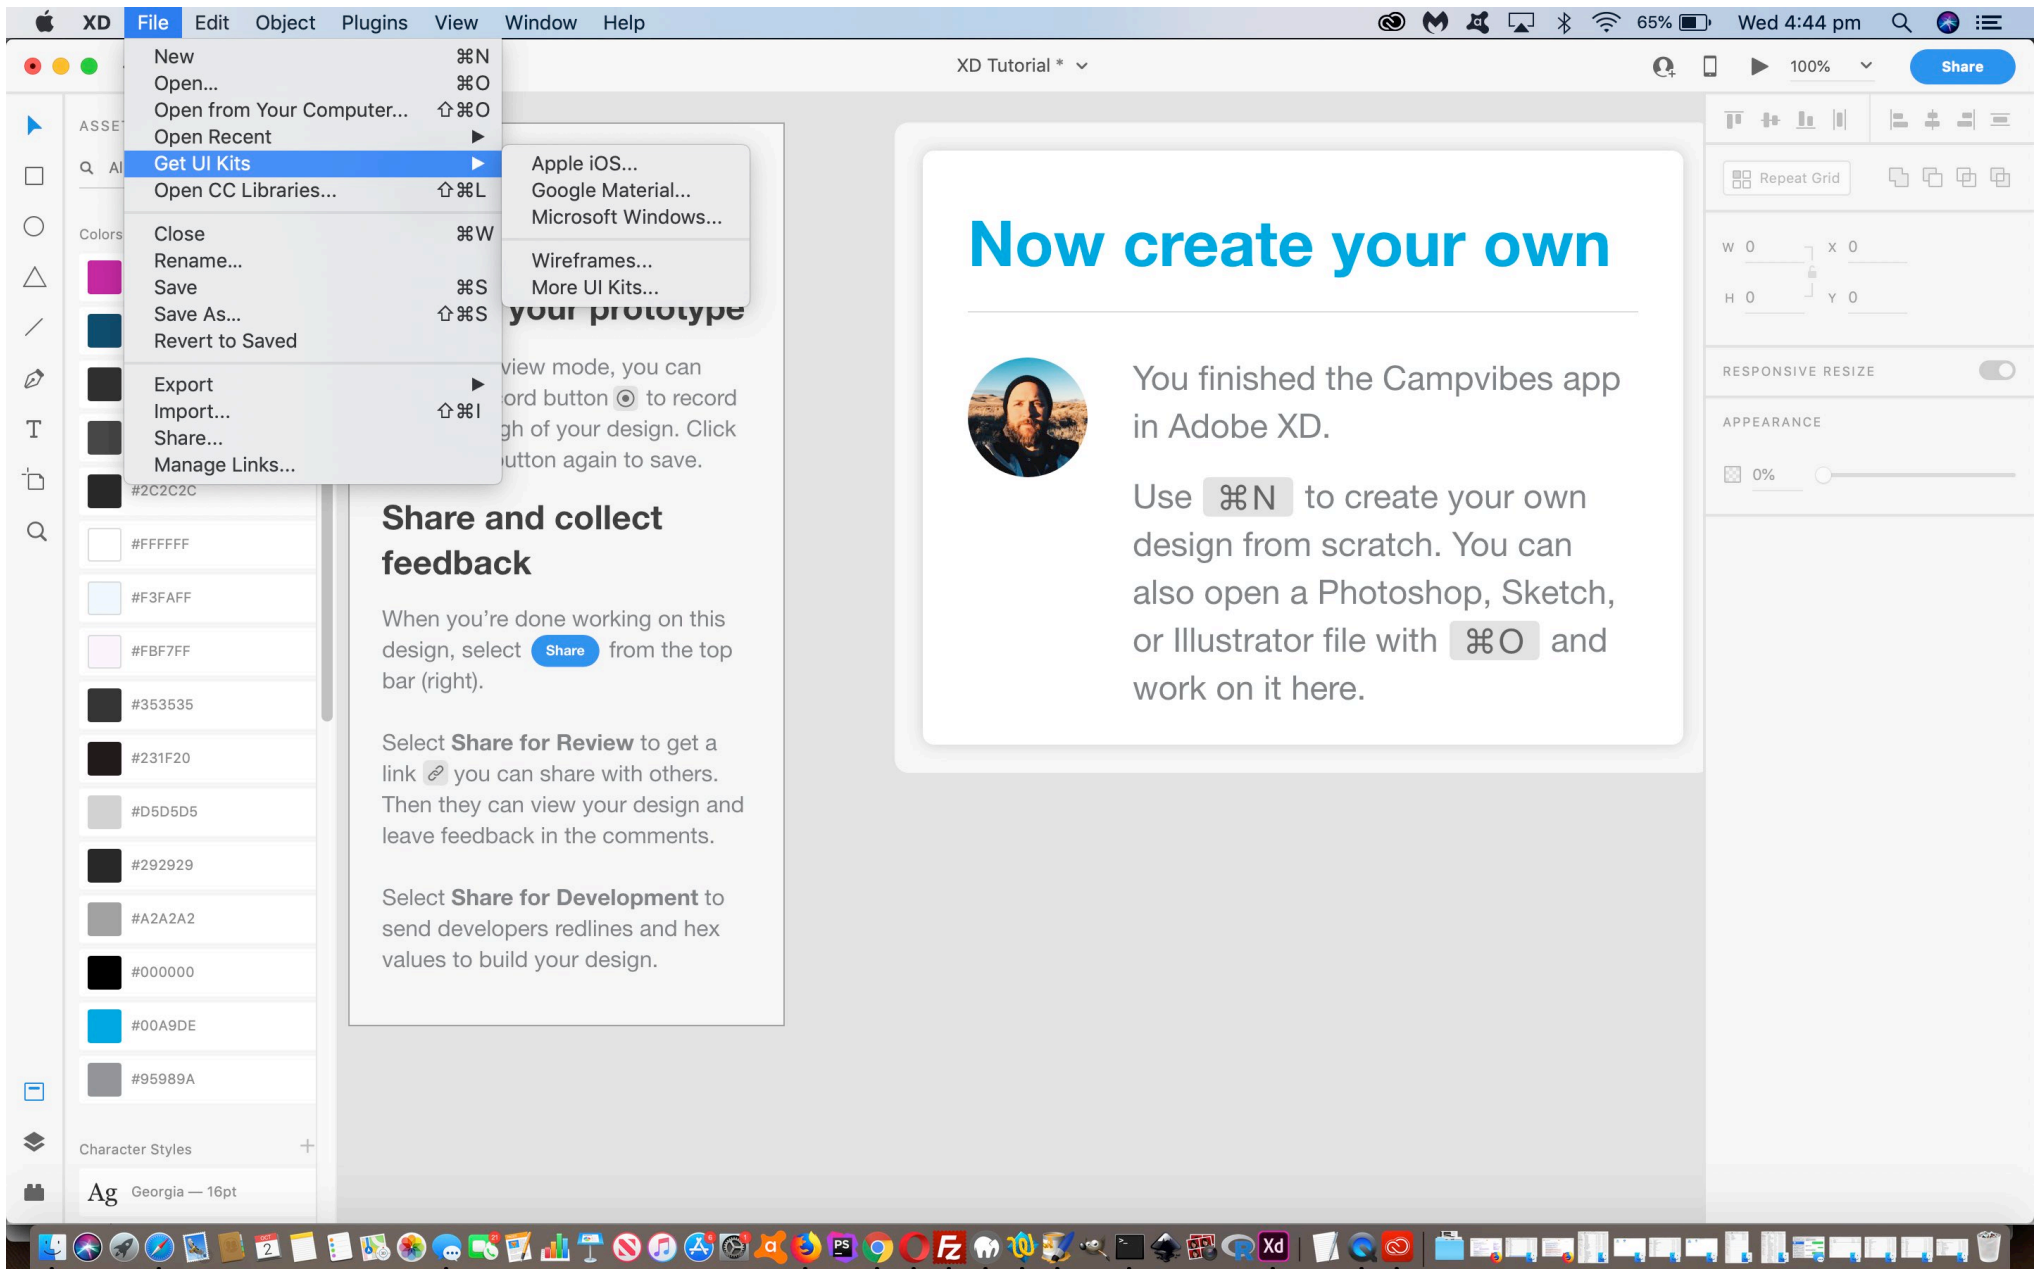 XD File Edit Object Plugins View Window Help 65% Wed 4:44 pm
XD Tutorial *
100%
Share
New ⌘N
Open... ⌘O
Open from Your Computer... ⇧⌘O
Open Recent
Get UI Kits
Open CC Libraries... ⇧⌘L
Close ⌘W
Rename...
Save ⌘S
Save As... ⇧⌘S
Revert to Saved
Export
Import... ⇧⌘I
Share...
Manage Links...
Apple iOS...
Google Material...
Microsoft Windows...
Wireframes...
More UI Kits...
ASSE
Al
Colors
#2C2C2C
#FFFFFF
#F3FAFF
#FBF7FF
#353535
#231F20
#D5D5D5
#292929
#A2A2A2
#000000
#00A9DE
#95989A
Character Styles
Ag Georgia — 16pt
your prototype
view mode, you can
ord button to record
gh of your design. Click
utton again to save.
Share and collect
feedback
When you're done working on this
design, select Share from the top
bar (right).
Select Share for Review to get a
link you can share with others.
Then they can view your design and
leave feedback in the comments.
Select Share for Development to
send developers redlines and hex
values to build your design.
Now create your own
You finished the Campvibes app
in Adobe XD.
Use ⌘N to create your own
design from scratch. You can
also open a Photoshop, Sketch,
or Illustrator file with ⌘O and
work on it here.
Repeat Grid
W 0 X 0
H 0 Y 0
RESPONSIVE RESIZE
APPEARANCE
0%
OCT
2
21
PS
FZ
R
Xd